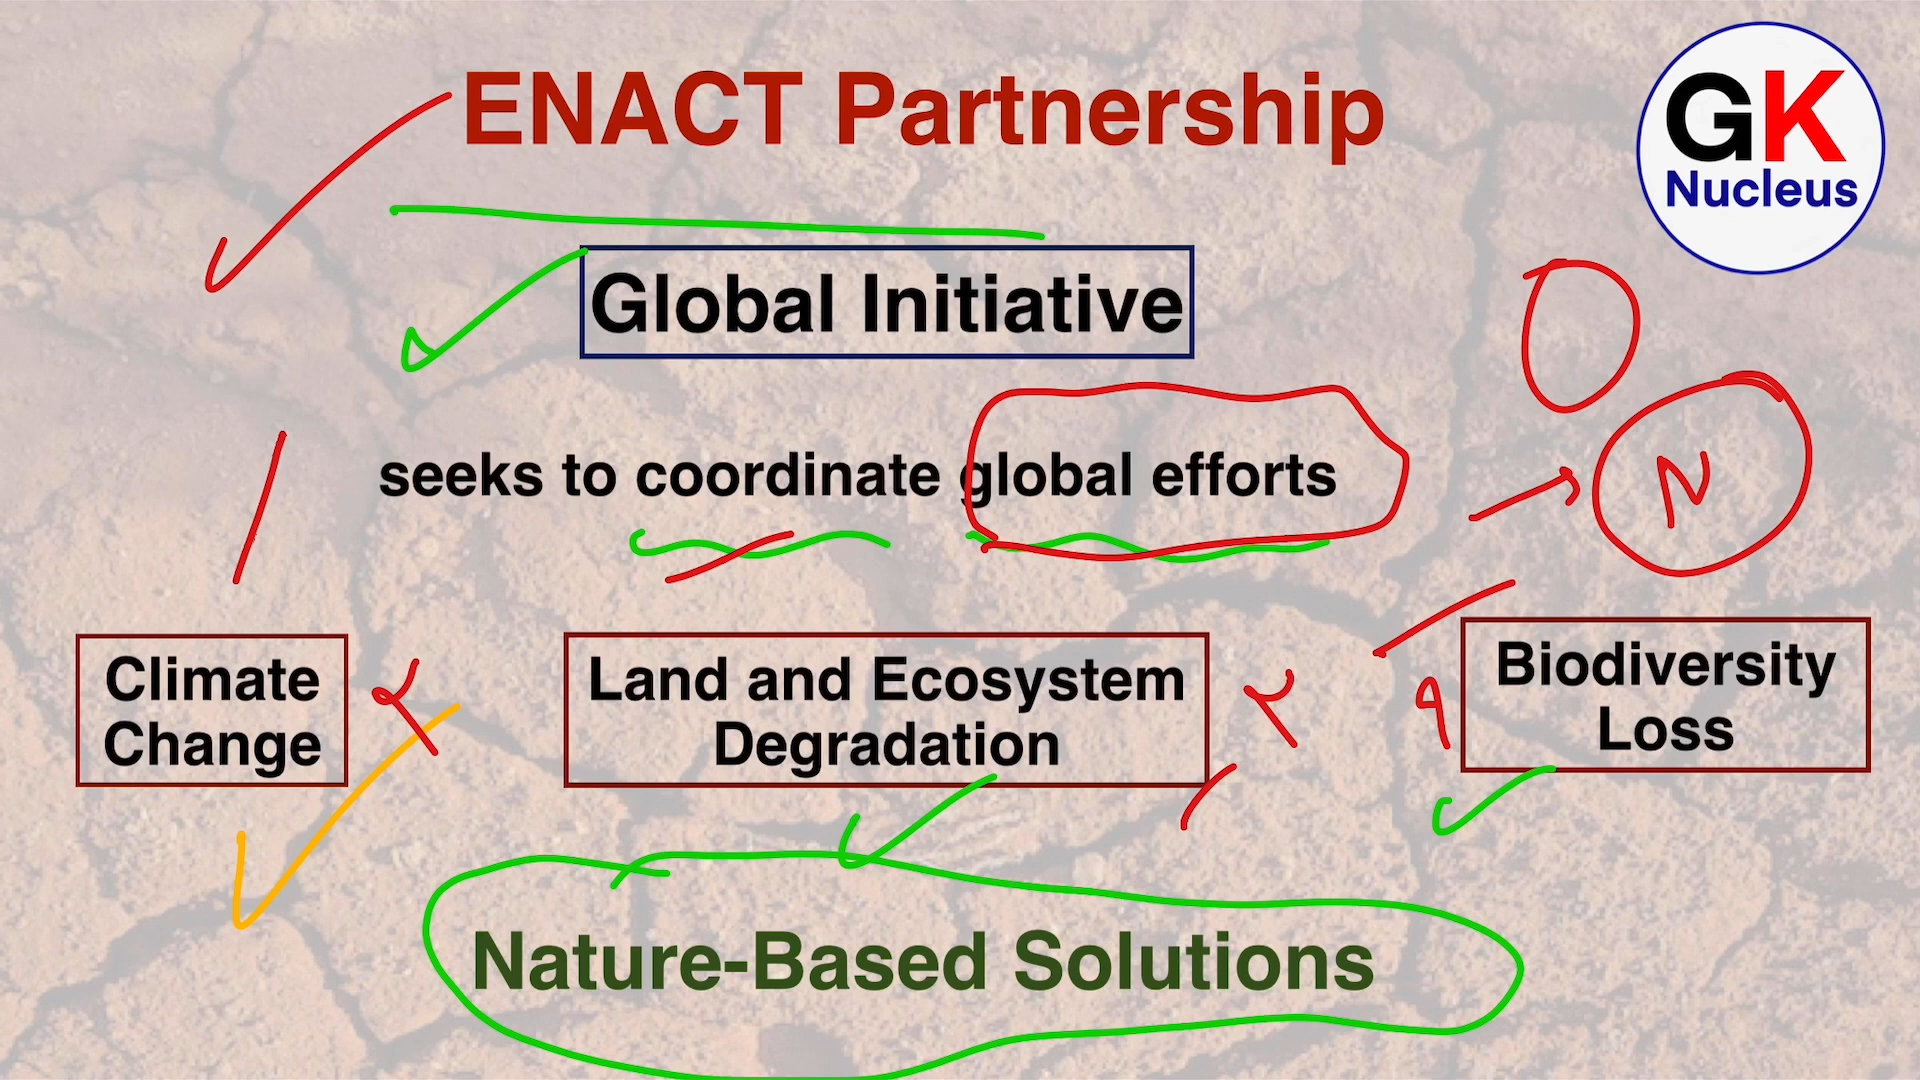 ENACT Partnership
GK
Nucleus
Global Initiative
seeks to coordinate global efforts
N
Climate
Change
Land and Ecosystem
Degradation
Biodiversity
Loss
Nature-Based Solutions